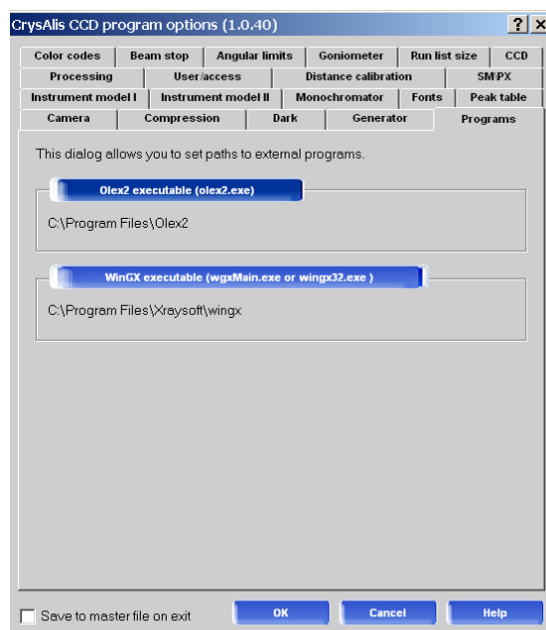 CrysAlis CCD program options (1.0.40)
Color codes
Beam stop
Angular limits
Goniometer
Run list size
CCD
Processing
User/access
Distance calibration
SM/PX
Instrument model I
Instrument model II
Monochromator
Fonts
Peak table
Camera
Compression
Dark
Generator
Programs
This dialog allows you to set paths to external programs.
Olex2 executable (olex2.exe)
C:\Program Files\Olex2
WinGX executable (wgxMain.exe or wingx32.exe )
C:\Program Files\Xraysoft\wingx
Save to master file on exit
OK
Cancel
Help